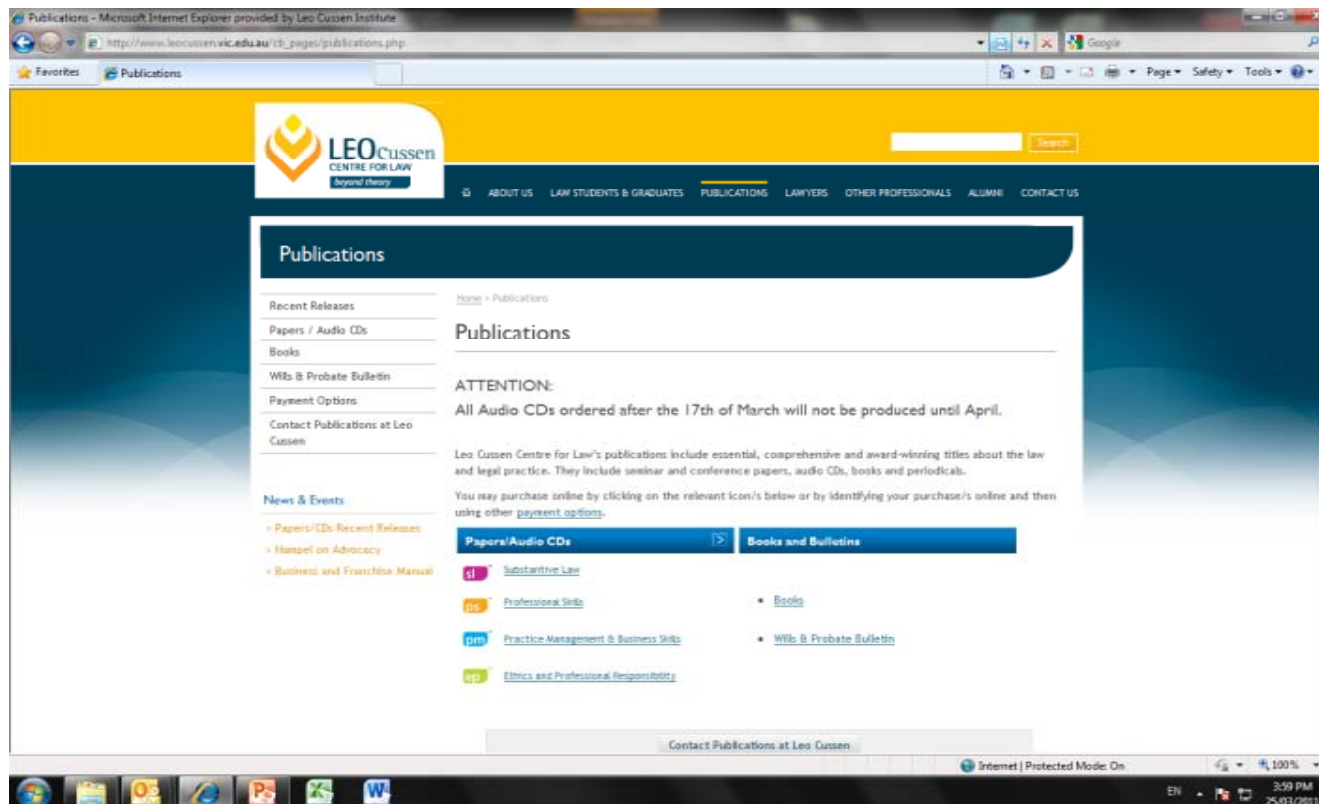 Publications - Microsoft Internet Explorer provided by Leo Cussen Institute
http://www.leocussen.vic.edu.au/cb_pages/publications.php
Google
Favorites
Publications
Page
Safety
Tools
LEO Cussen
CENTRE FOR LAW
beyond theory
Search
ABOUT US LAW STUDENTS & GRADUATES PUBLICATIONS LAWYERS OTHER PROFESSIONALS ALUMNI CONTACT US
Publications
Recent Releases
Papers / Audio CDs
Books
Wills & Probate Bulletin
Payment Options
Contact Publications at Leo
Cussen
News & Events
» Papers/CDs Recent Releases
» Hampel on Advocacy
» Business and Franchise Manual
Home > Publications
Publications
ATTENTION:
All Audio CDs ordered after the 17th of March will not be produced until April.
Leo Cussen Centre for Law's publications include essential, comprehensive and award-winning titles about the law
and legal practice. They include seminar and conference papers, audio CDs, books and periodicals.
You may purchase online by clicking on the relevant icon/s below or by identifying your purchase/s online and then
using other payment options.
Papers/Audio CDs
sl Substantive Law
ps Professional Skills
pm Practice Management & Business Skills
ep Ethics and Professional Responsibility
Books and Bulletins
• Books
• Wills & Probate Bulletin
Contact Publications at Leo Cussen
Internet | Protected Mode: On
100%
EN
3:59 PM
25/03/2011